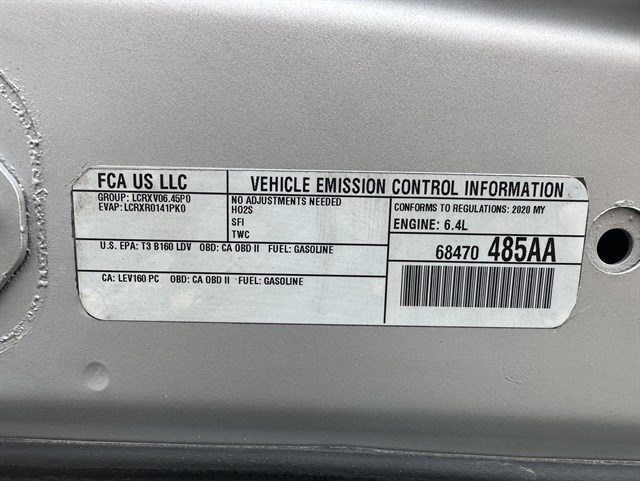 FCA US LLC
VEHICLE EMISSION CONTROL INFORMATION
GROUP: LCRXV06.45P0
EVAP: LCRXR0141PK0
NO ADJUSTMENTS NEEDED
HO2S
SFI
TWC
CONFORMS TO REGULATIONS: 2020 MY
ENGINE: 6.4L
U.S. EPA: T3 B160 LDV OBD: CA OBD II FUEL: GASOLINE
68470 485AA
CA: LEV160 PC OBD: CA OBD II FUEL: GASOLINE